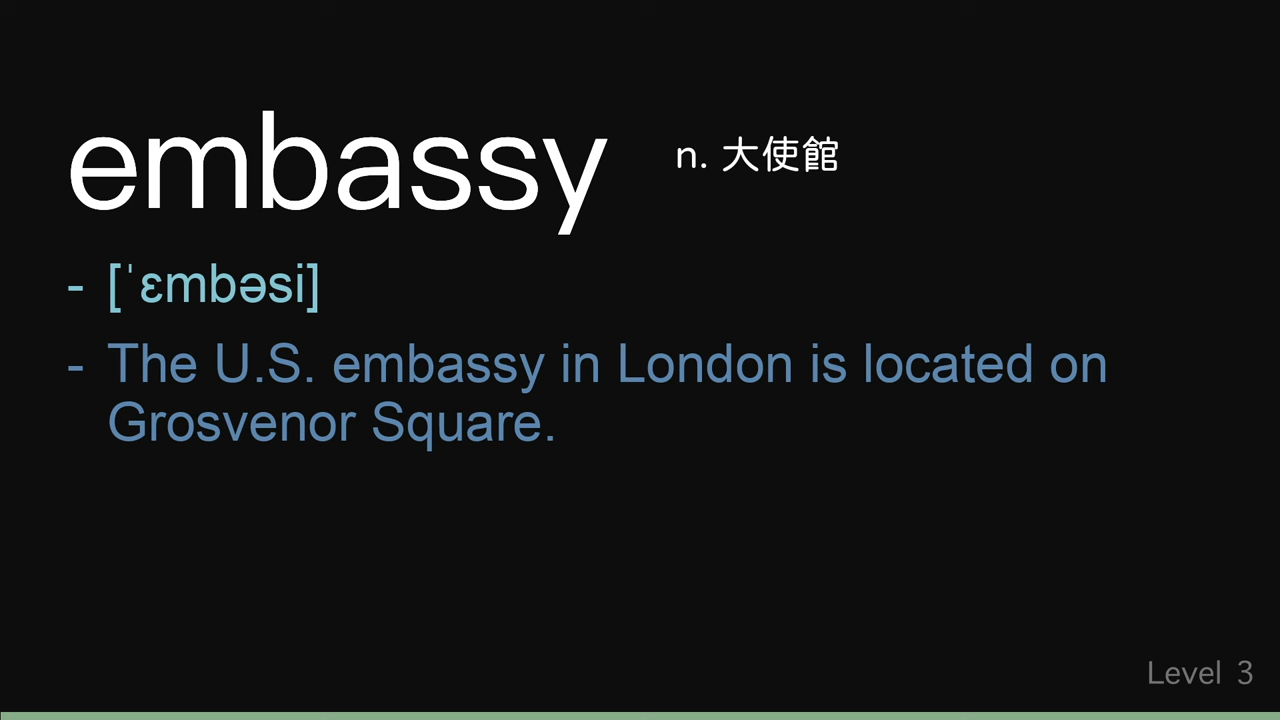 embassy n. 大使館
- [ˈɛmbəsi]
- The U.S. embassy in London is located on
Grosvenor Square.
Level 3